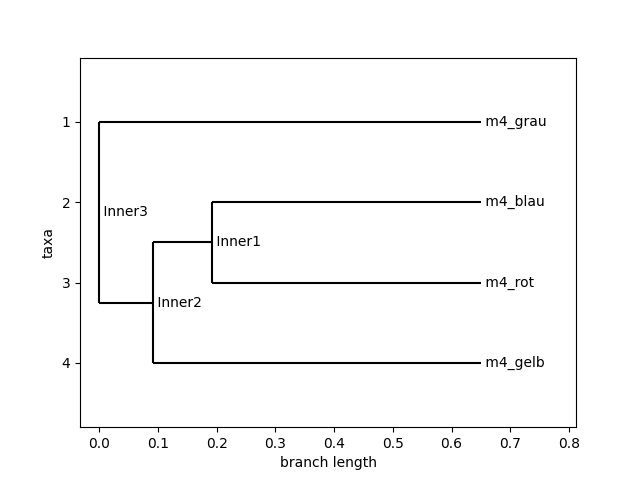 1
m4_grau
2
m4_blau
Inner3
taxa
Inner1
3
m4_rot
Inner2
4
m4_gelb
0.0 0.1 0.2 0.3 0.4 0.5 0.6 0.7 0.8
branch length